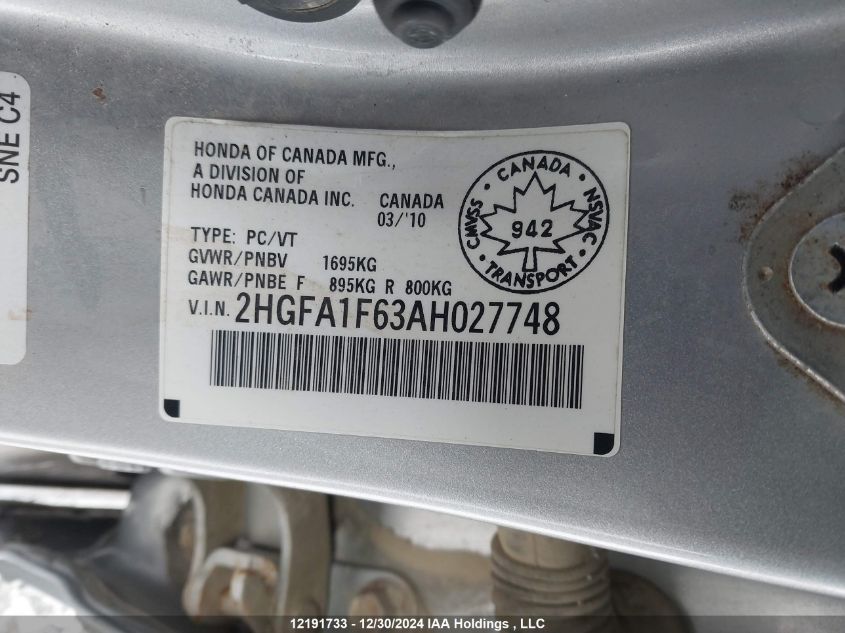 SNE C4
HONDA OF CANADA MFG.,
A DIVISION OF
HONDA CANADA INC. CANADA
03/'10
TYPE: PC/VT
GVWR/PNBV 1695KG
GAWR/PNBE F 895KG R 800KG
V.I.N. 2HGFA1F63AH027748
CANADA
CMVSS
942
NSVAC
TRANSPORT
12191733 - 12/30/2024 IAA Holdings , LLC